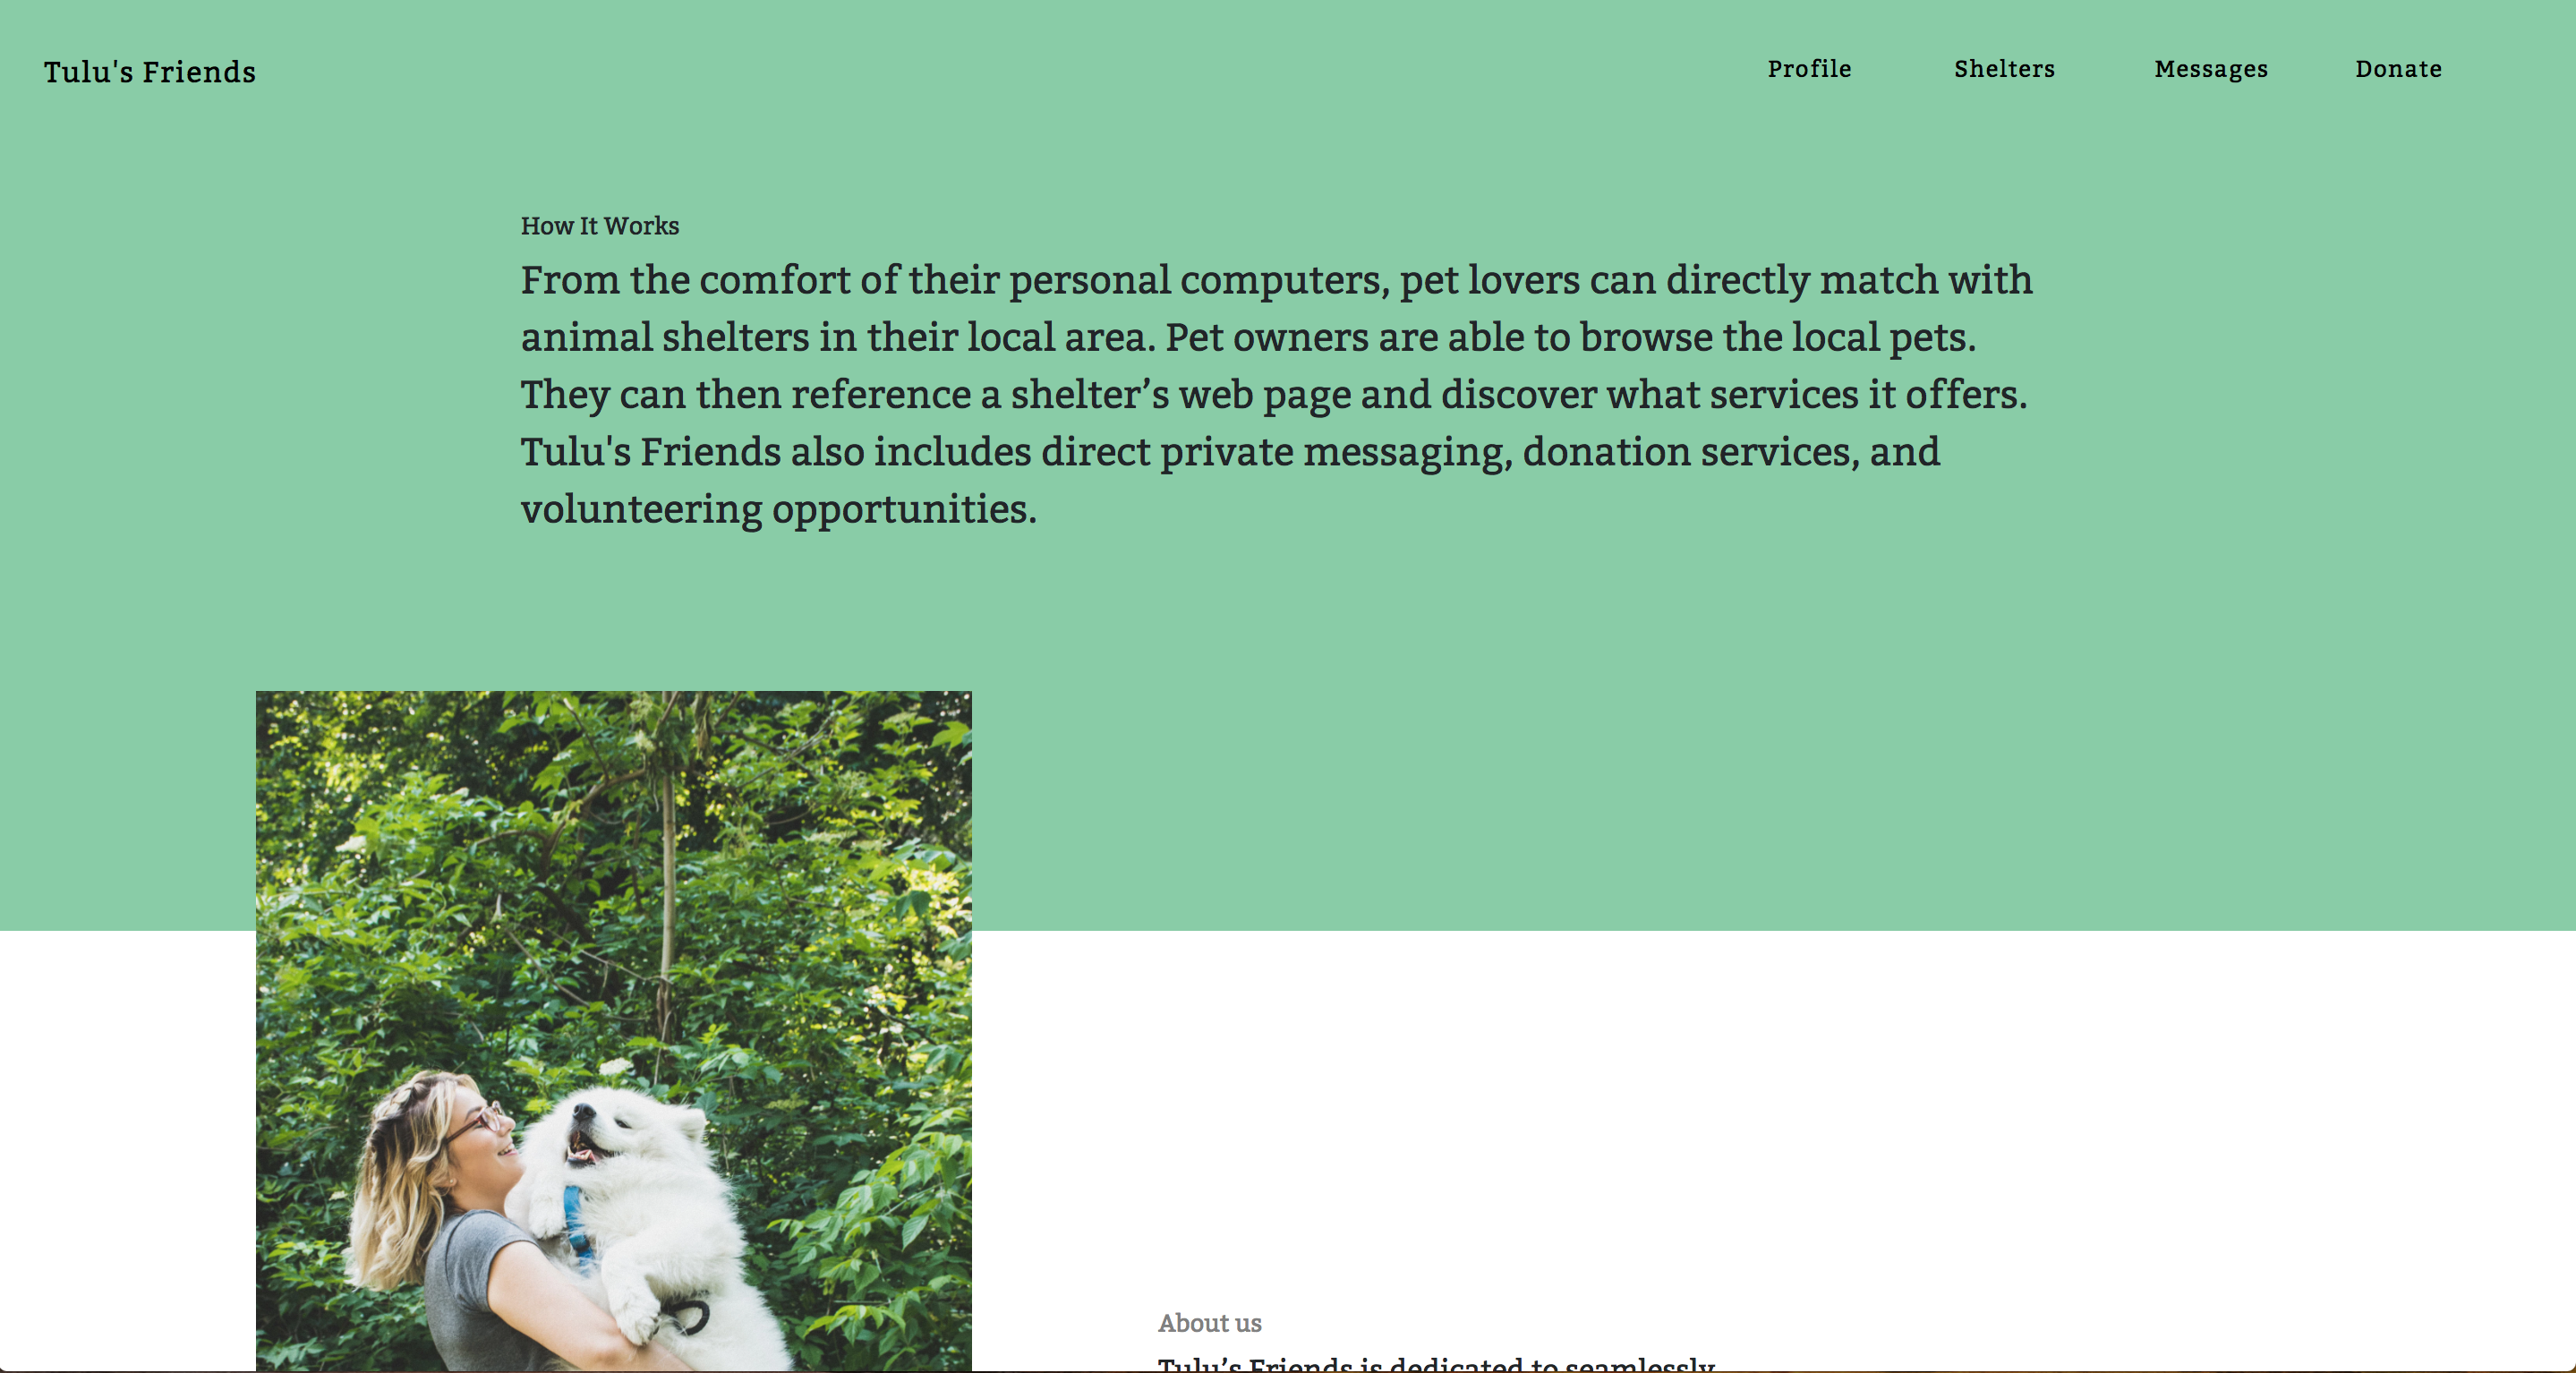 Tulu's Friends
Profile Shelters Messages Donate
How It Works
From the comfort of their personal computers, pet lovers can directly match with
animal shelters in their local area. Pet owners are able to browse the local pets.
They can then reference a shelter’s web page and discover what services it offers.
Tulu's Friends also includes direct private messaging, donation services, and
volunteering opportunities.
About us
Tulu’s Friends is dedicated to seamlessly